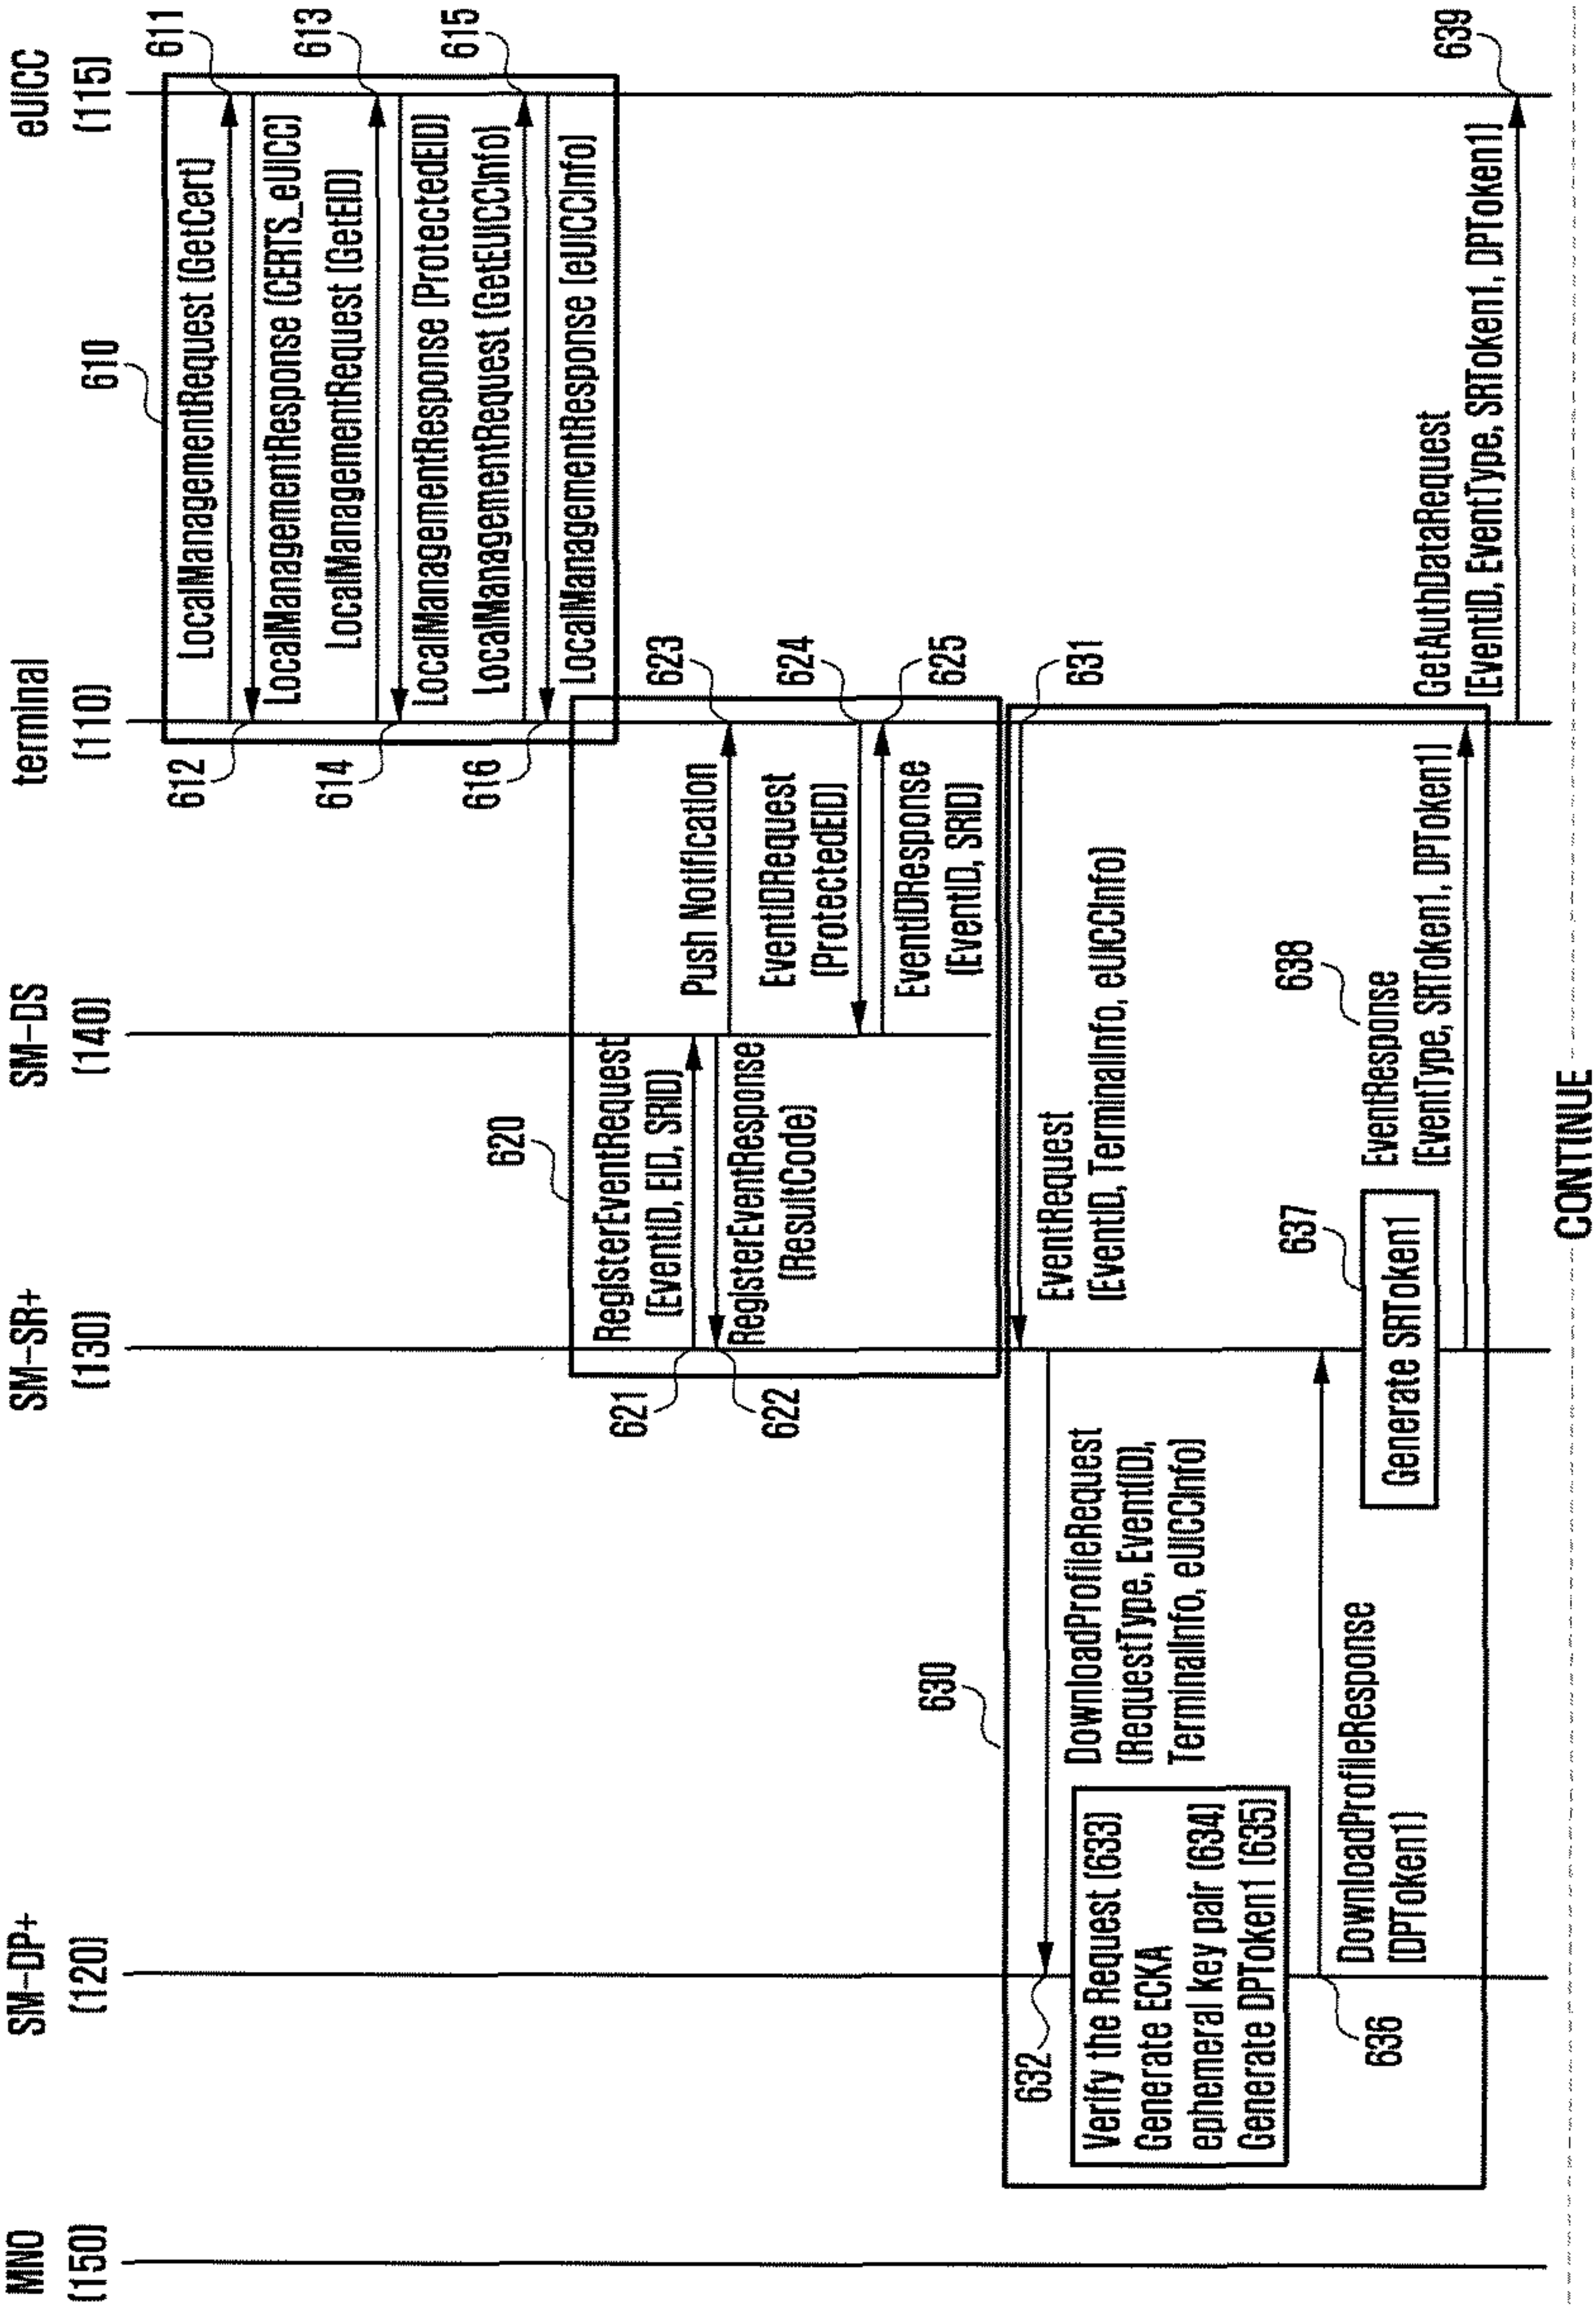 MNO
(150)
SM-DP+
(120)
SM-SR+
(130)
SM-DS
(140)
terminal
(110)
eUICC
(115)
610
LocalManagementRequest (GetCert)
611
LocalManagementResponse (CERTS_eUICC)
612
LocalManagementRequest (GetEID)
613
LocalManagementResponse (ProtectedEID)
614
LocalManagementRequest (GetEUICCInfo)
615
LocalManagementResponse (eUICCInfo)
616
620
RegisterEventRequest
(EventID, EID, SRID)
621
RegisterEventResponse
(ResultCode)
622
Push Notification
623
EventIDRequest
(ProtectedEID)
624
EventIDResponse
(EventID, SRID)
625
630
EventRequest
(EventID, TerminalInfo, eUICCInfo)
631
DownloadProfileRequest
(RequestType, Event(ID),
TerminalInfo, eUICCInfo)
632
Verify the Request (633)
Generate ECKA
ephemeral key pair (634)
Generate DPToken1 (635)
DownloadProfileResponse
(DPToken1)
636
637
Generate SRToken1
638
EventResponse
(EventType, SRToken1, DPToken1)
GetAuthDataRequest
(EventID, EventType, SRToken1, DPToken1)
639
CONTINUE